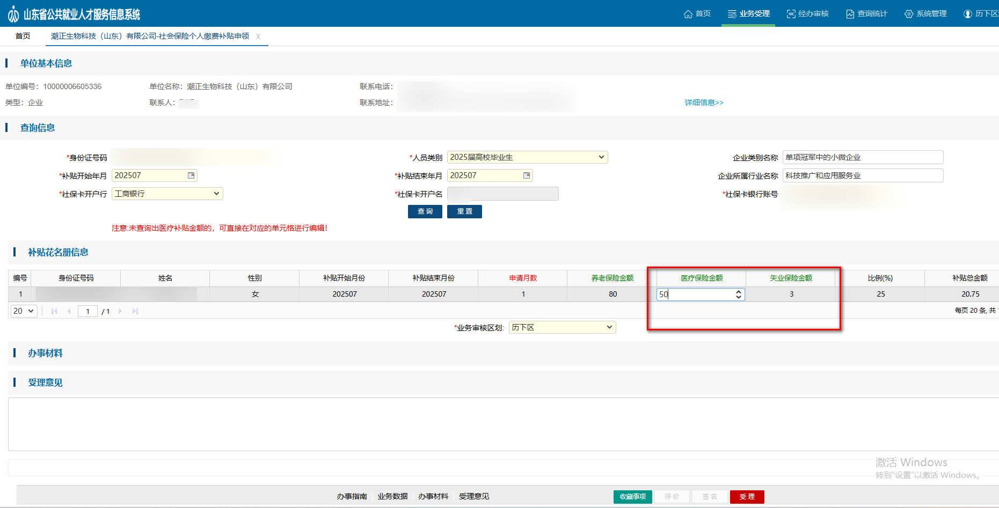 山东省公共就业人才服务信息系统
首页 业务受理 经办审核 查询统计 系统管理 历下区
首页 潮正生物科技（山东）有限公司-社会保险个人缴费补贴申领 X
单位基本信息
单位编号：10000006605336 单位名称：潮正生物科技（山东）有限公司 联系电话：
类型：企业 联系人： 联系地址： 详细信息>>
查询信息
*身份证号码 *人员类别 2025届高校毕业生 企业类别名称 单项冠军中的小微企业
*补贴开始年月 202507 *补贴结束年月 202507 企业所属行业名称 科技推广和应用服务业
*社保卡开户行 工商银行 *社保卡开户名 *社保卡银行账号
查询 重置
注意:未查询出医疗补贴金额的，可直接在对应的单元格进行编辑！
补贴花名册信息
编号 身份证号码 姓名 性别 补贴开始月份 补贴结束月份 申请月数 养老保险金额 医疗保险金额 失业保险金额 比例(%) 补贴总金额
1 女 202507 202507 1 80 50 3 25 20.75
20 1 / 1 每页 20 条, 共
*业务审核区划: 历下区
办事材料
受理意见
激活 Windows
转到"设置"以激活 Windows。
办事指南 业务数据 办事材料 受理意见 收藏事项 评价 签名 受理